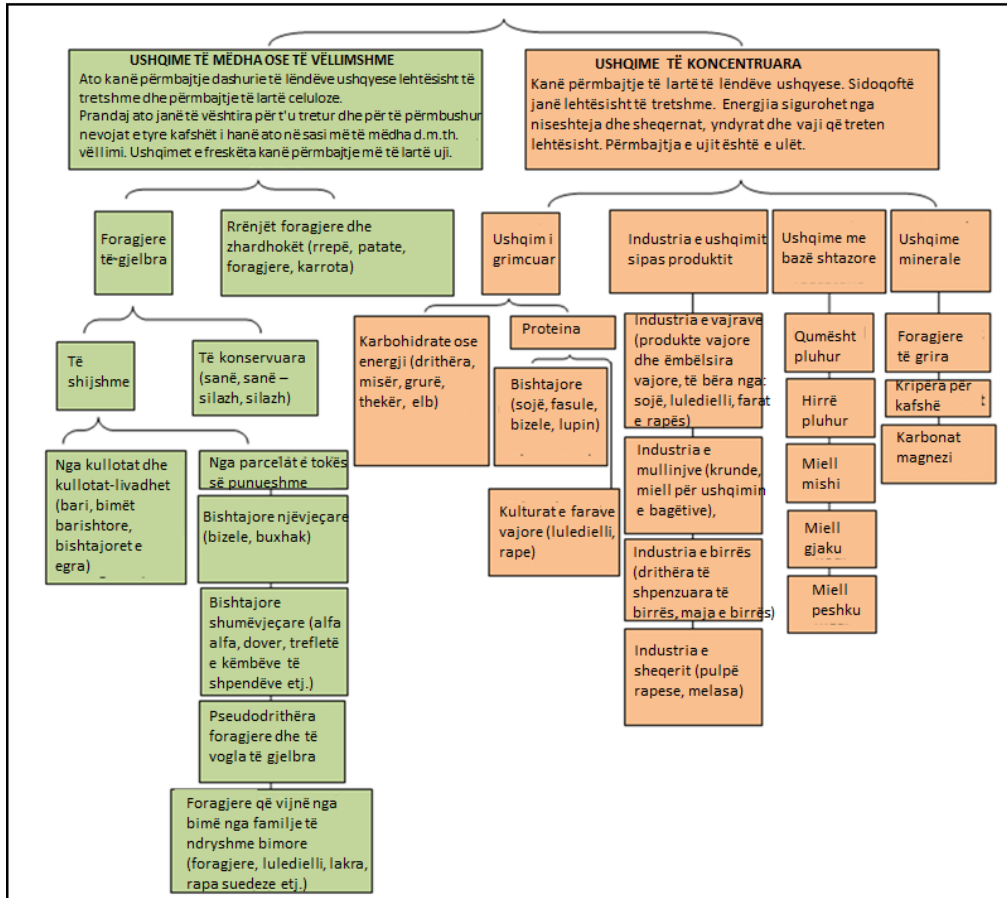 USHQIME TË MËDHA OSE TË VËLLIMSHME
Ato kanë përmbajtje dashurie të lëndëve ushqyese lehtësisht të
tretshme dhe përmbajtje të lartë celuloze.
Prandaj ato janë të vështira për t'u tretur dhe për të përmbushur
nevojat e tyre kafshët i hanë ato në sasi më të mëdha d.m.th.
vëllimi. Ushqimet e freskëta kanë përmbajtje më të lartë uji.
USHQIME TË KONCENTRUARA
Kanë përmbajtje të lartë të lëndëve ushqyese. Sidoqoftë
janë lehtësisht të tretshme. Energjia sigurohet nga
niseshteja dhe sheqernat, yndyrat dhe vaji që treten
lehtësisht. Përmbajtja e ujit është e ulët.
Foragjere
të gjelbra
Rrënjët foragjere dhe
zhardhokët (rrepë, patate,
foragjere, karrota)
Ushqim i
grimcuar
Industria e ushqimit
sipas produktit
Ushqime me
bazë shtazore
Ushqime
minerale
Të
shijshme
Të konservuara
(sanë, sanë –
silazh, silazh)
Karbohidrate ose
energji (drithëra,
misër, grurë,
thekër, elb)
Proteina
Bishtajore
(sojë, fasule,
bizele, lupin)
Kulturat e farave
vajore (luledielli,
rape)
Industria e vajrave
(produkte vajore
dhe ëmbëlsira
vajore, të bëra nga:
sojë, luledielli, farat
e rapës)
Industria e
mullinjve (krunde,
miell për ushqimin
e bagëtive),
Industria e birrës
(drithëra të
shpenzuara të
birrës, maja e birrës)
Industria e
sheqerit (pulpë
rapese, melasa)
Qumësht
pluhur
Hirrë
pluhur
Miell
mishi
Miell
gjaku
Miell
peshku
Foragjere
të grira
Kripëra për
kafshë
Karbonat
magnezi
Nga kullotat dhe
kullotat-livadhet
(bari, bimët
barishtore,
bishtajoret e
egra)
Nga parcelat e tokës
së punueshme
Bishtajore njëvjeçare
(bizele, buxhak)
Bishtajore
shumëvjeçare (alfa
alfa, dover, trefletë
e këmbëve të
shpendëve etj.)
Pseudodrithëra
foragjere dhe të
vogla të gjelbra
Foragjere që vijnë nga
bimë nga familje të
ndryshme bimore
(foragjere, luledielli, lakra,
rapa suedeze etj.)